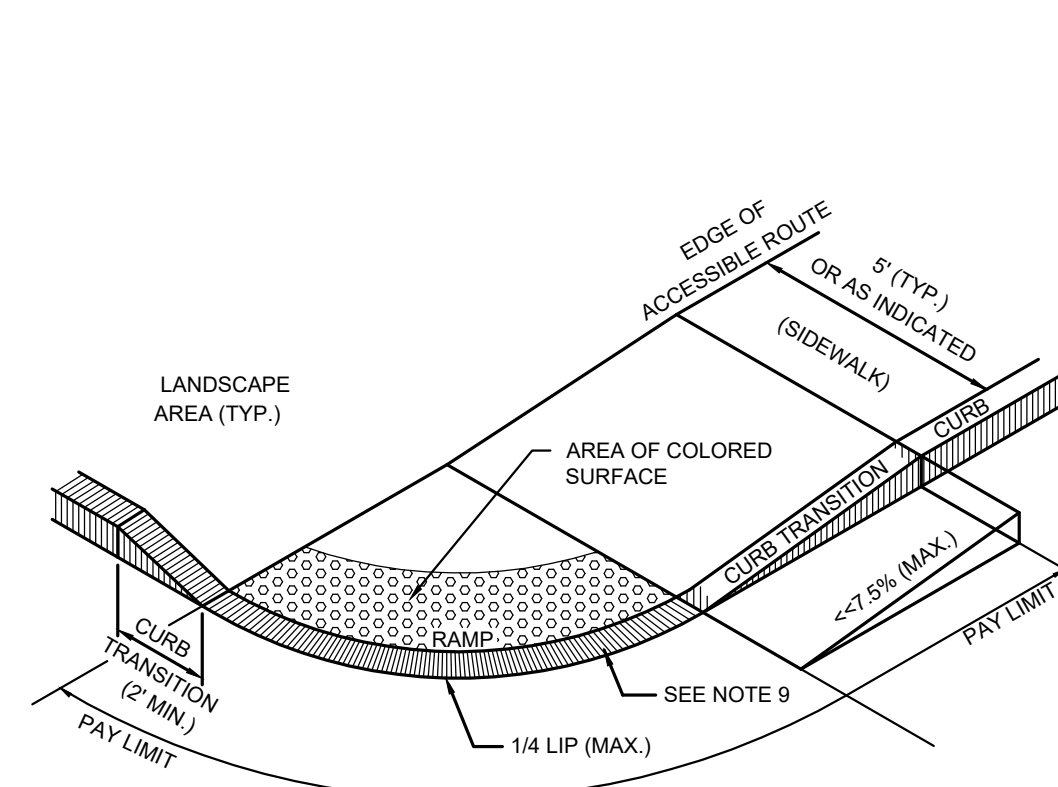 EDGE OF
ACCESSIBLE ROUTE
5' (TYP.)
OR AS INDICATED
(SIDEWALK)
LANDSCAPE
AREA (TYP.)
CURB
AREA OF COLORED
SURFACE
CURB TRANSITION
<<7.5% (MAX.)
RAMP
CURB
TRANSITION
(2' MIN.)
PAY LIMIT
SEE NOTE 9
PAY LIMIT
1/4 LIP (MAX.)